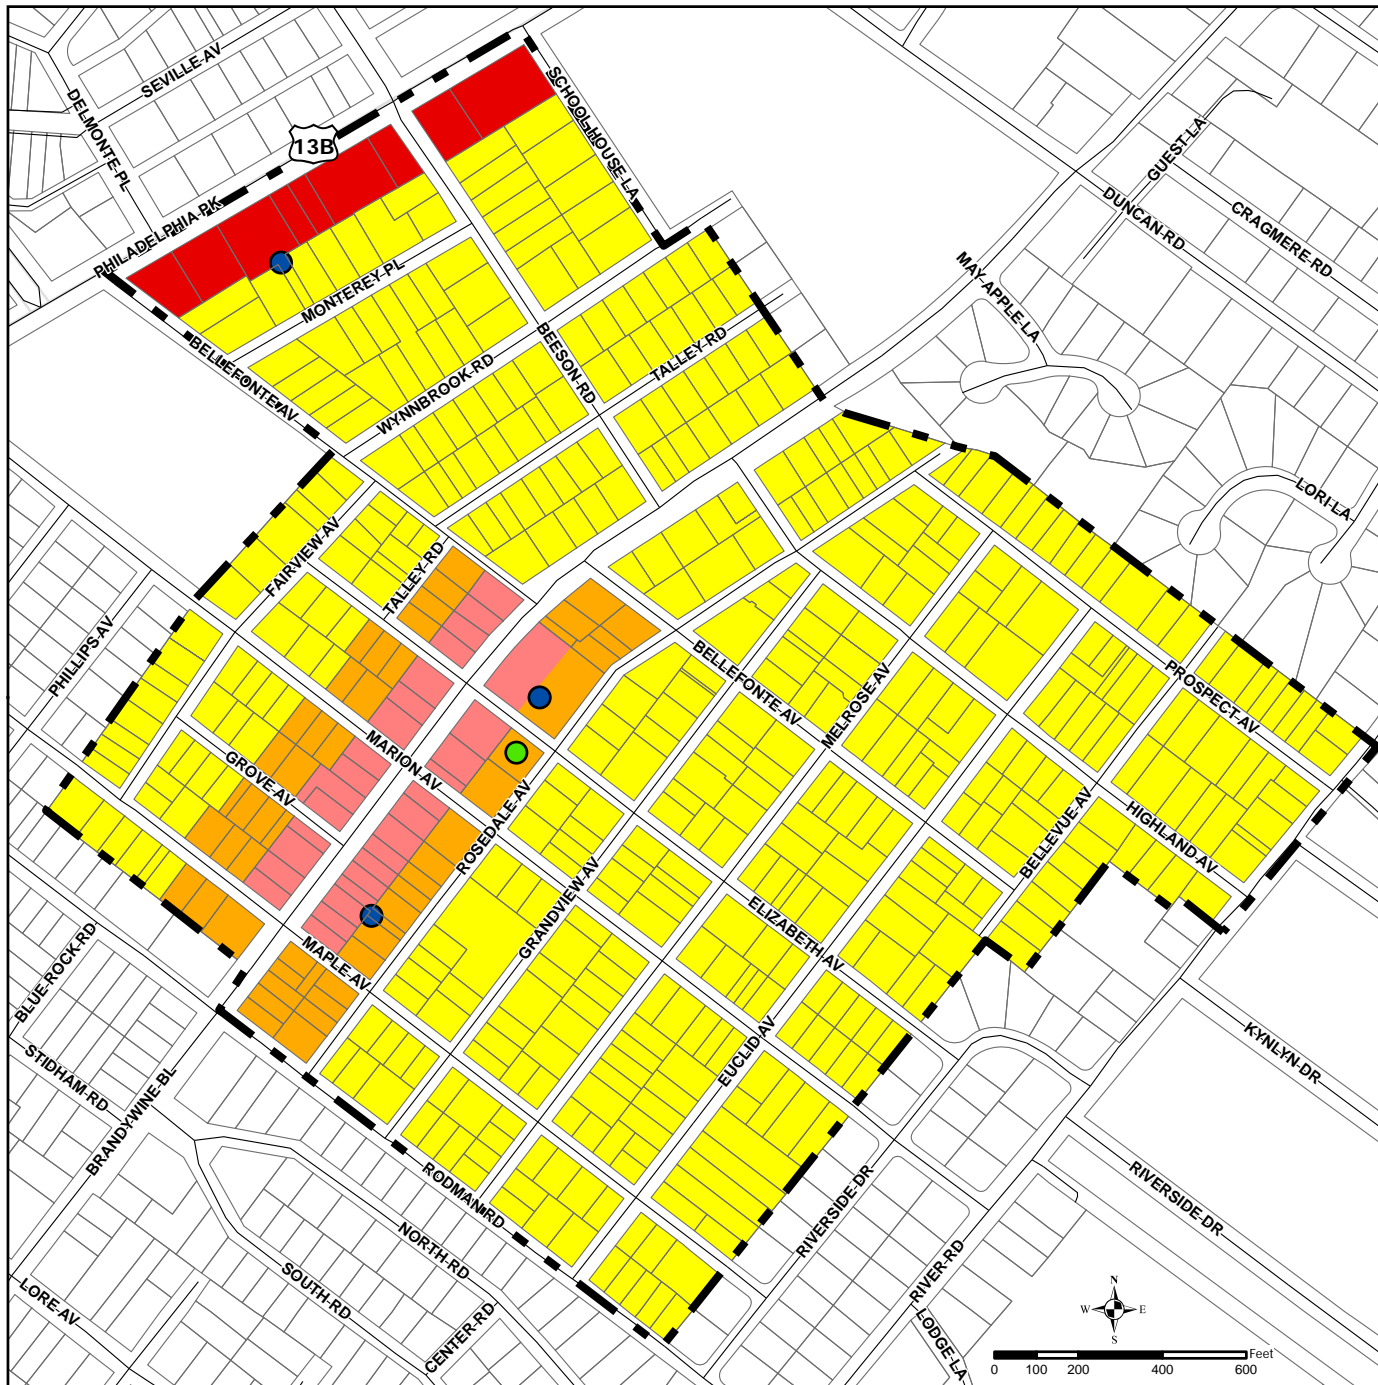 SEVILLE AV
DELMONTE PL
SCHOOL HOUSE LA
13B
GUEST LA
PHILADELPHIA PK
DUNCAN RD
CRAGMERE RD
MAY APPLE LA
MONTEREY PL
BELLEFONTE AV
BEESON RD
WYNNBROOK RD
TALLEY RD
LORI LA
FAIRVIEW AV
TALLEY RD
PHILLIPS AV
BELLEFONTE AV
MELROSE AV
PROSPECT AV
MARION AV
GROVE AV
ROSEDALE AV
BELLEVUE AV
HIGHLAND AV
GRANDVIEW AV
ELIZABETH AV
BLUE ROCK RD
MAPLE AV
EUCLID AV
KYNLYN DR
STIDHAM RD
BRANDYWINE BL
RODMAN RD
RIVERSIDE DR
RIVERSIDE DR
NORTH RD
SOUTH RD
RIVER RD
LORE AV
CENTER RD
LODGE LA
N
W E
S
Feet
0 100 200 400 600